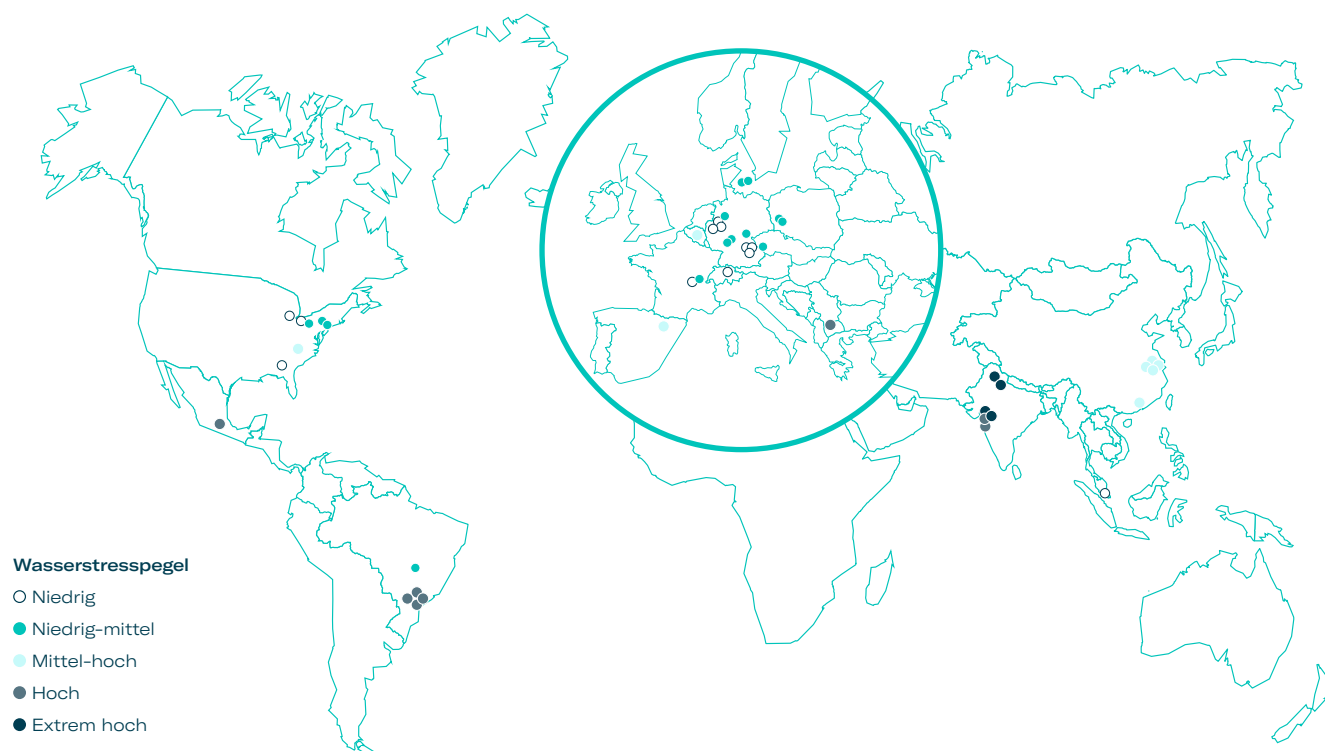 Wasserstresspegel
Niedrig
Niedrig-mittel
Mittel-hoch
Hoch
Extrem hoch